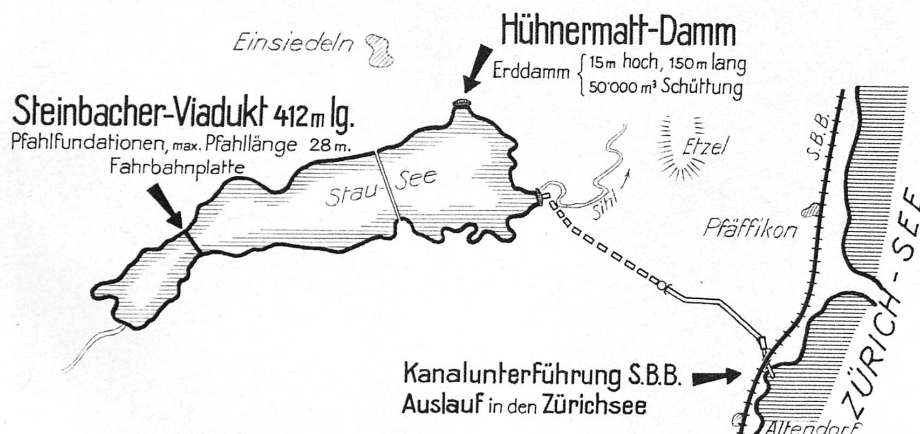 Einsiedeln
Hühnermatt-Damm
Erddamm { 15m hoch, 150m lang
50'000 m³ Schüttung
Steinbacher-Viadukt 412m lg.
Pfahlfundationen, max. Pfahllänge 28 m.
Fahrbahnplatte
Stau-See
Sihl
Etzel
S.B.B.
Pfäffikon
ZÜRICH-SEE
Kanalunterführung S.B.B.
Auslauf in den Zürichsee
Altendorf